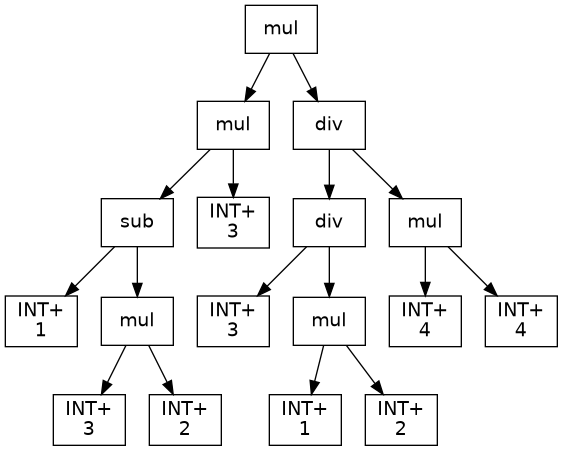 mul
mul
div
sub
INT+
3
div
mul
INT+
1
mul
INT+
3
mul
INT+
4
INT+
4
INT+
3
INT+
2
INT+
1
INT+
2